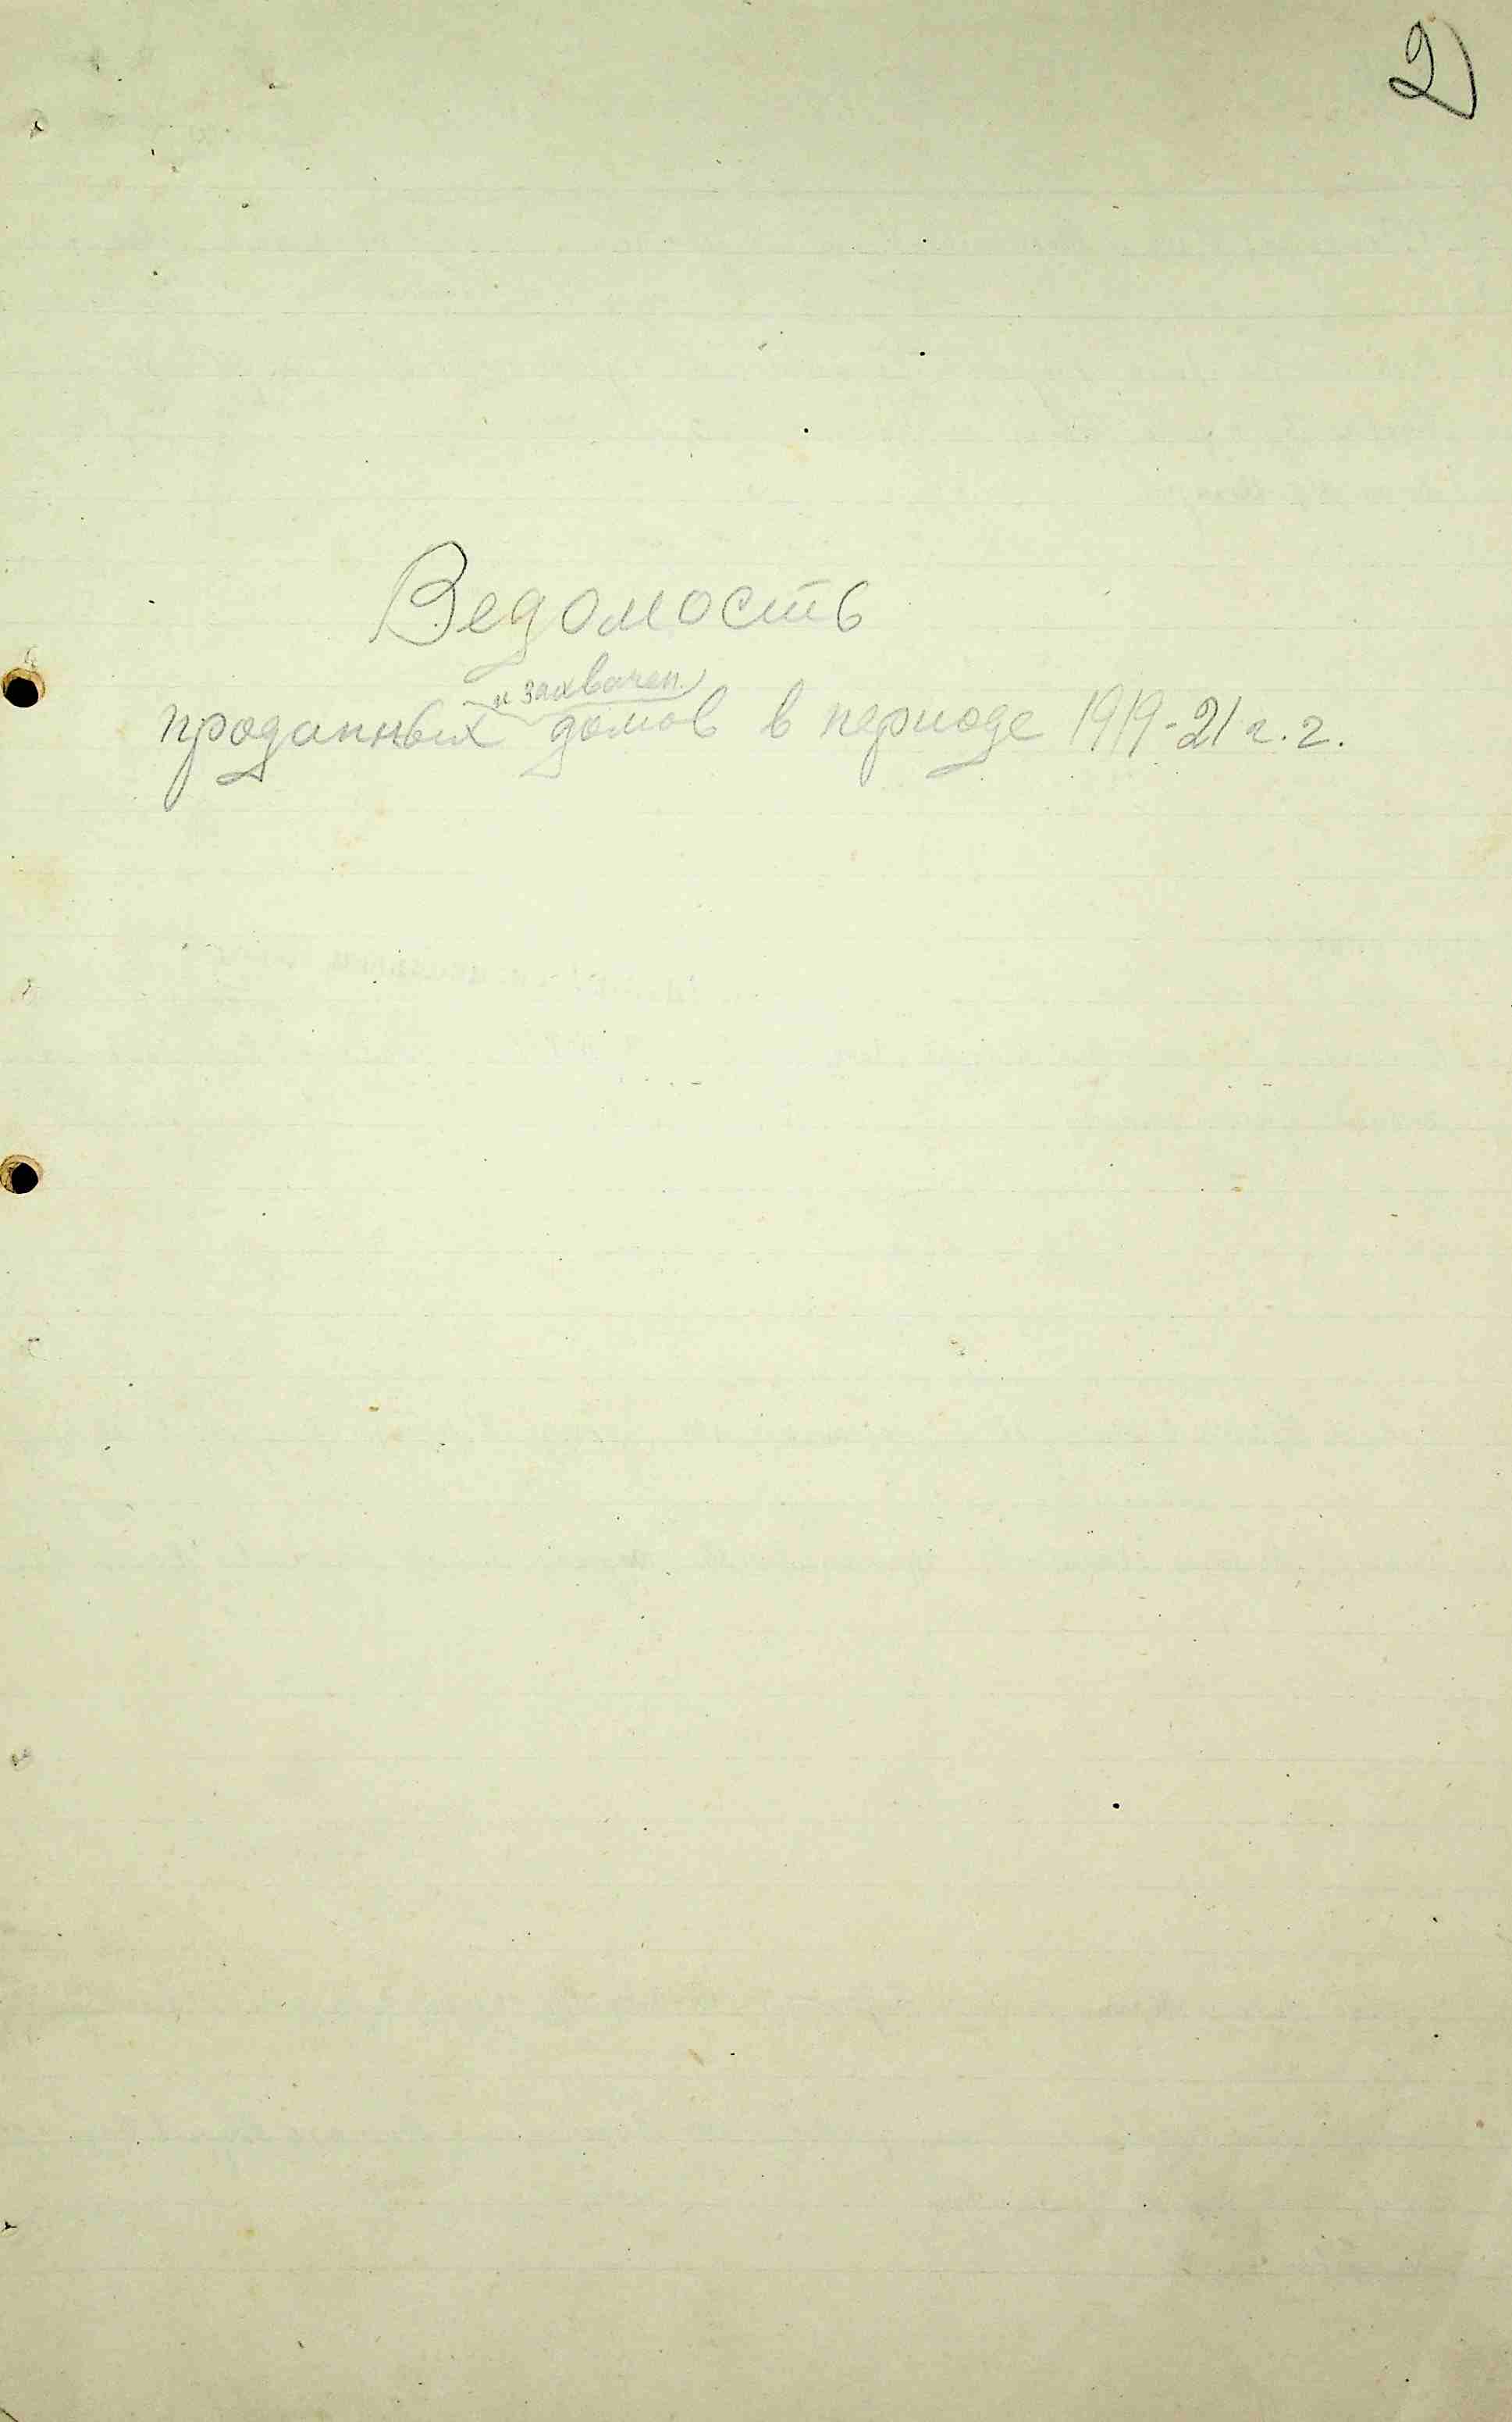 2)
Ведомость
и захвачен.
проданных домов в периоде 1919-21 г.г.